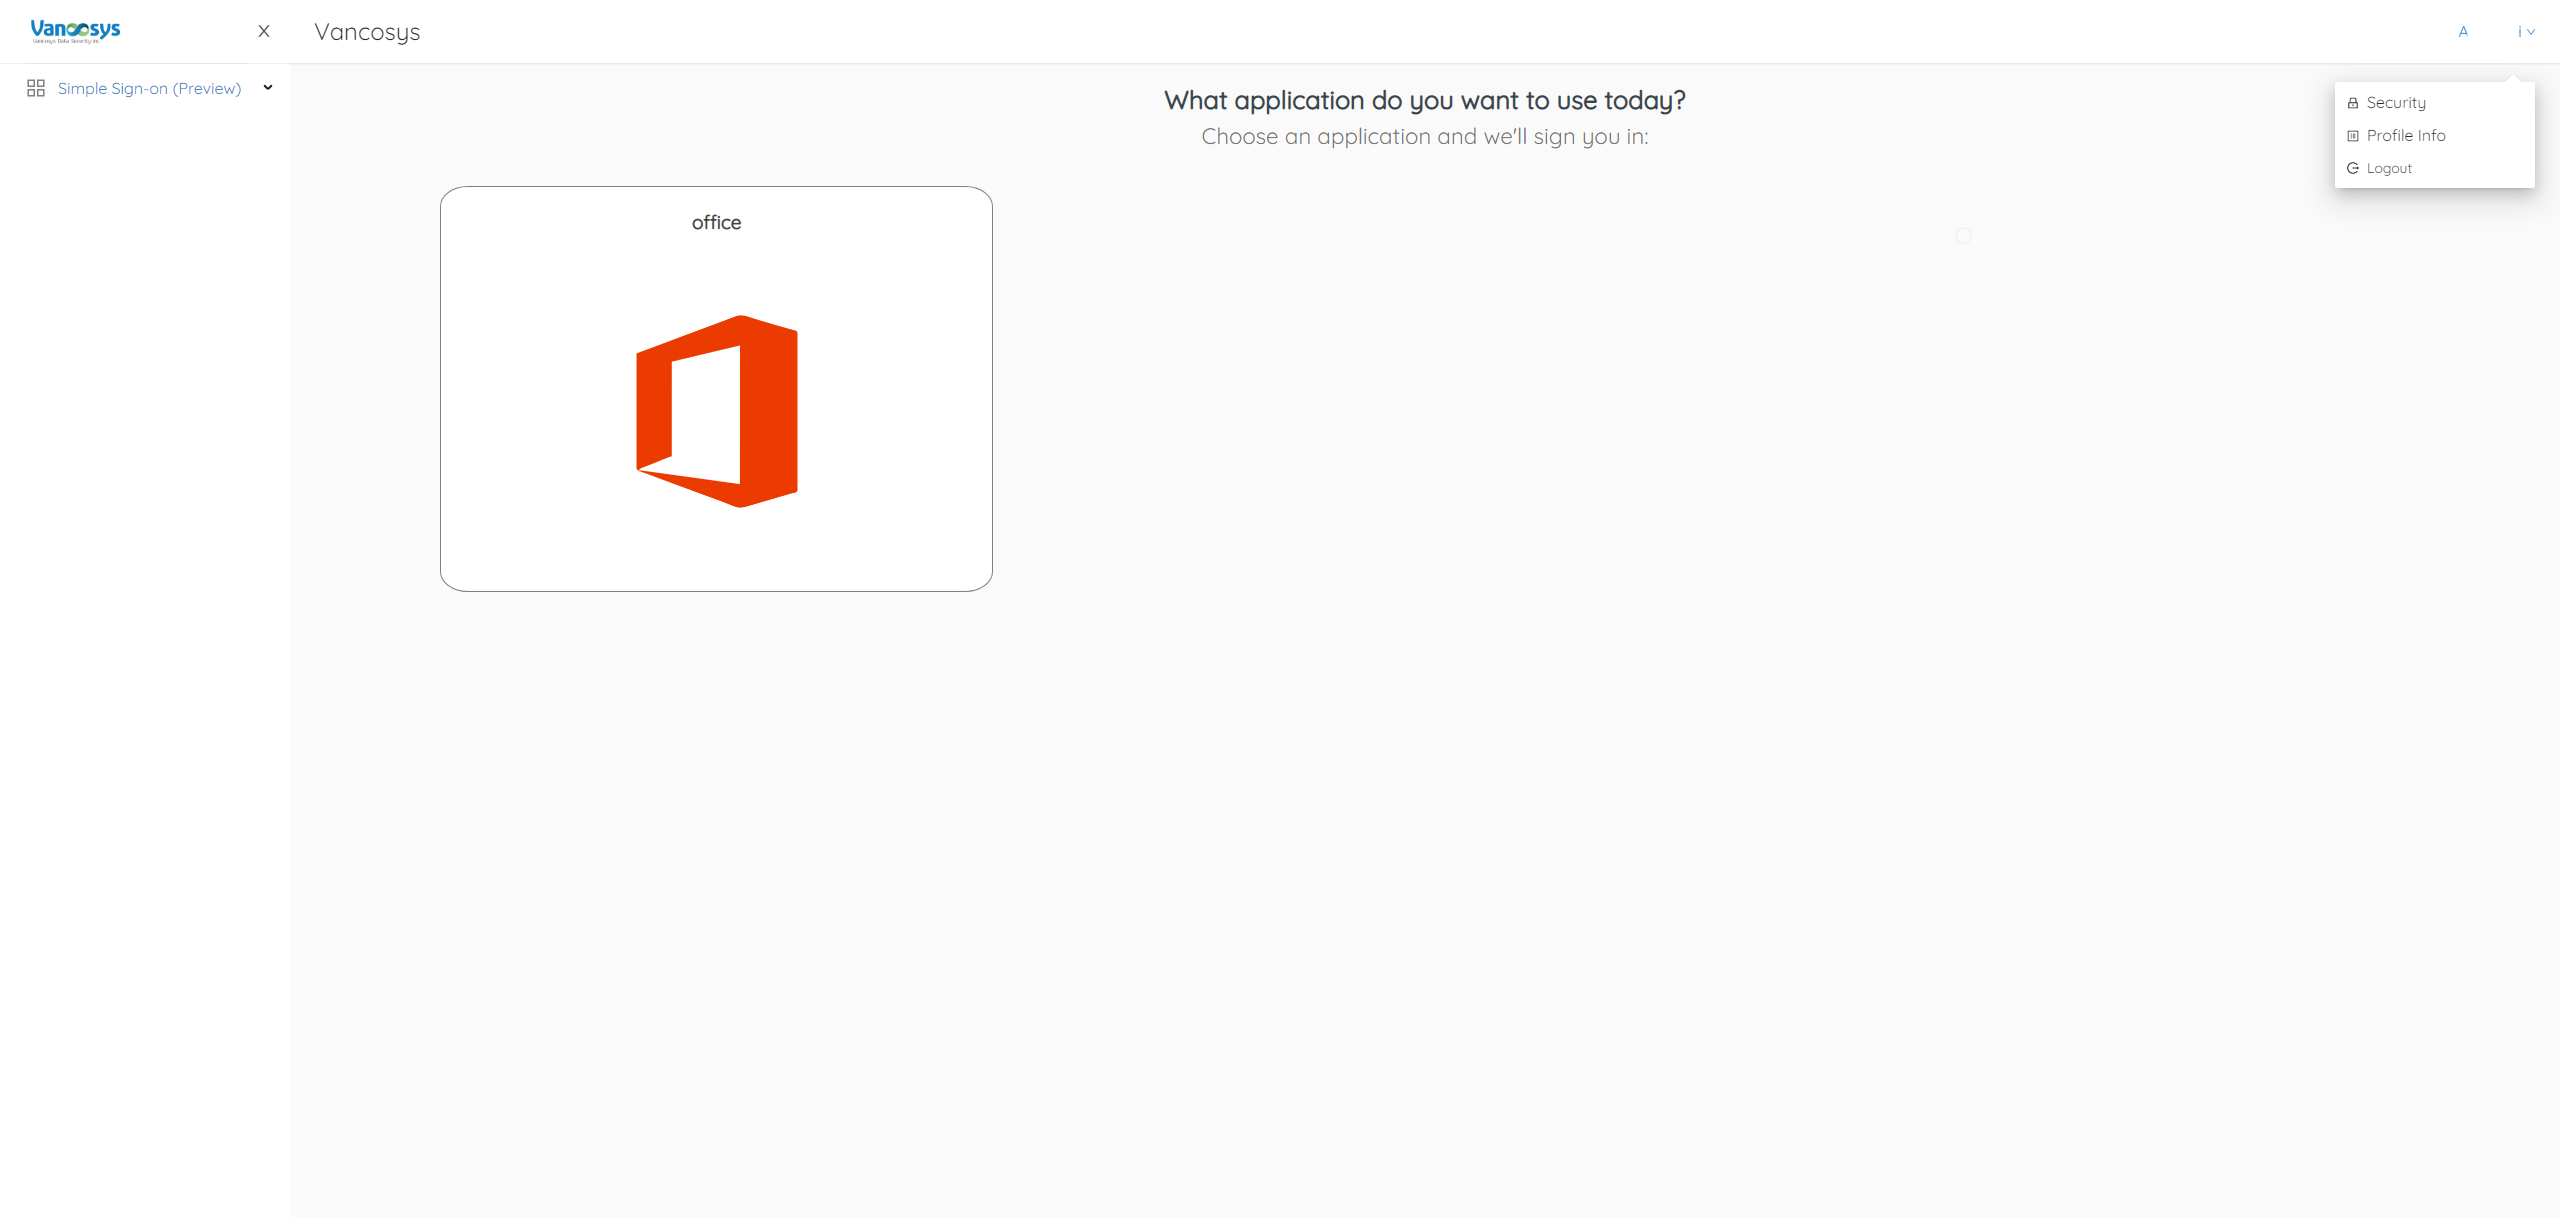 Vancosys
Vancosys Data Security Inc.
X
Vancosys
A
i
Simple Sign-on (Preview)
What application do you want to use today?
Choose an application and we'll sign you in:
Security
Profile Info
Logout
office